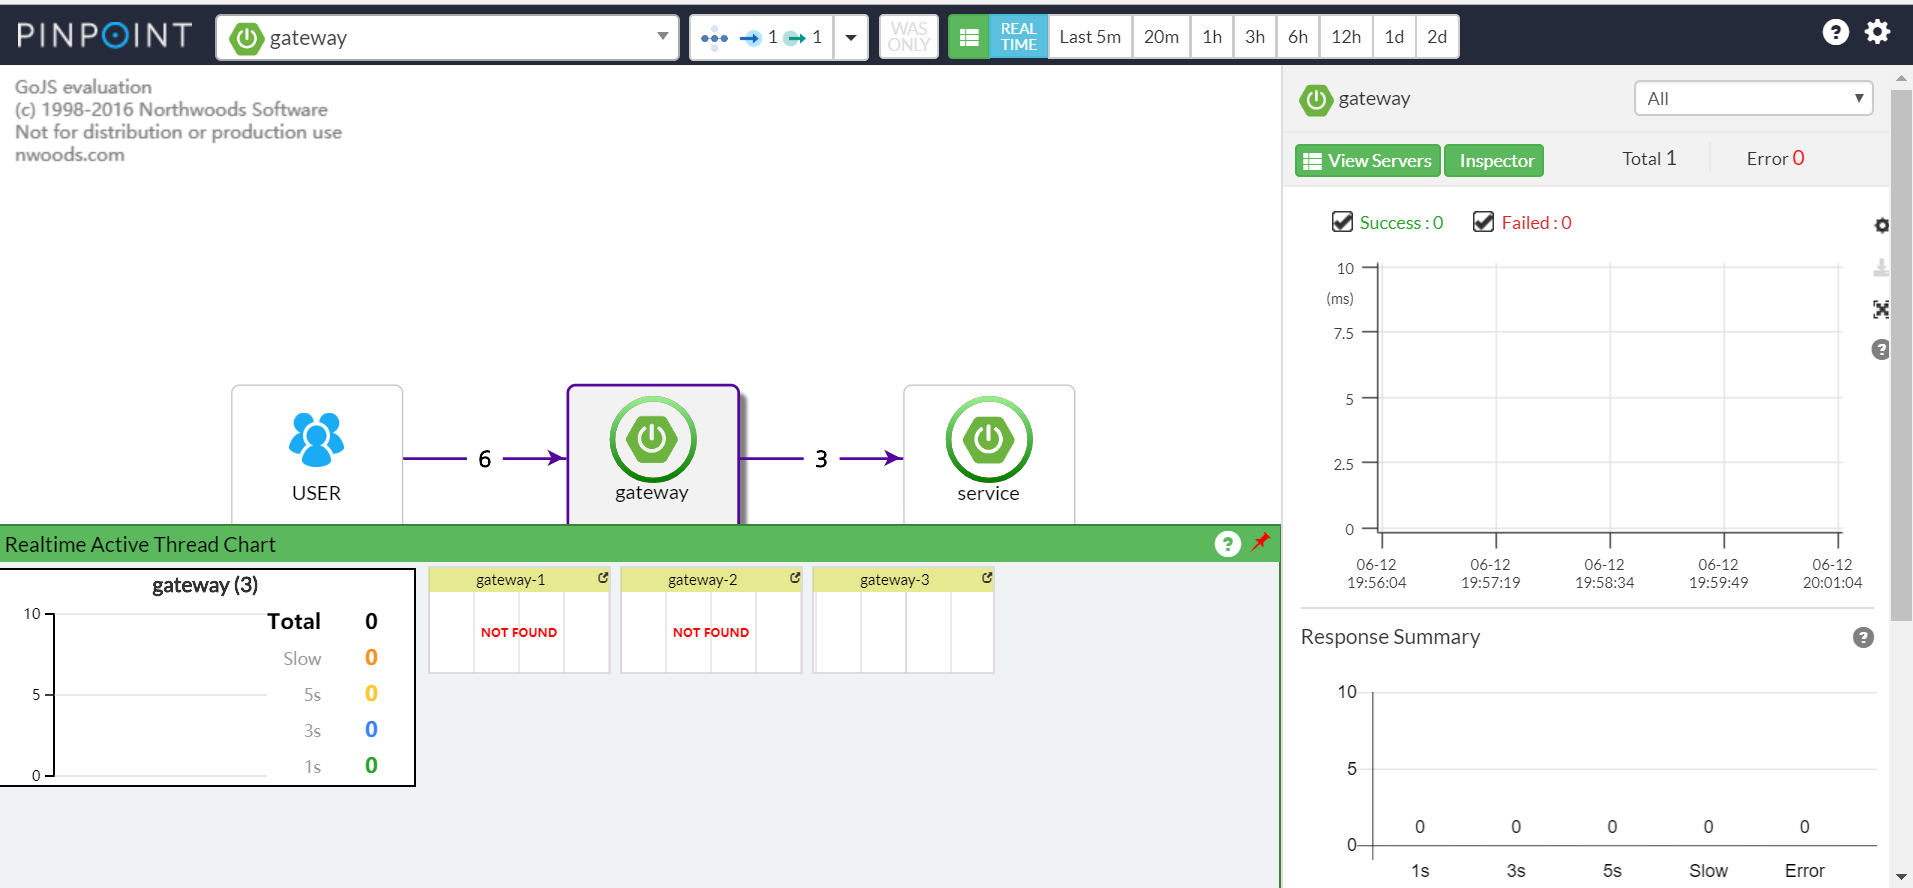 PINPOINT
gateway
1 1
WAS ONLY
REAL TIME
Last 5m 20m 1h 3h 6h 12h 1d 2d
?
GoJS evaluation
(c) 1998-2016 Northwoods Software
Not for distribution or production use
nwoods.com
USER
6
gateway
3
service
Realtime Active Thread Chart
?
gateway (3)
10
5
0
Total 0
Slow 0
5s 0
3s 0
1s 0
gateway-1
NOT FOUND
gateway-2
NOT FOUND
gateway-3
gateway
All
View Servers
Inspector
Total 1
Error 0
Success : 0
Failed : 0
?
10
(ms)
7.5
5
2.5
0
06-12 19:56:04
06-12 19:57:19
06-12 19:58:34
06-12 19:59:49
06-12 20:01:04
Response Summary
?
10
5
0
0 0 0 0 0
1s 3s 5s Slow Error